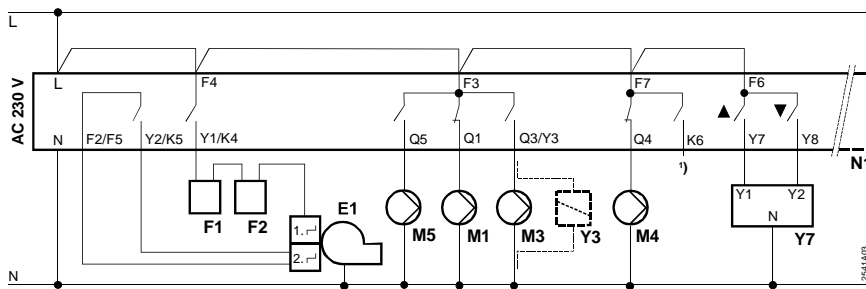 L
AC 230 V
L F4 F3 F7 F6
N F2/F5 Y2/K5 Y1/K4 Q5 Q1 Q3/Y3 Q4 K6 ▲ Y7 ▼ Y8
¹)
N1
F1 F2
1.
2.
E1
M5 M1 M3 Y3 M4
Y1 Y2
N
Y7
N
2541A03